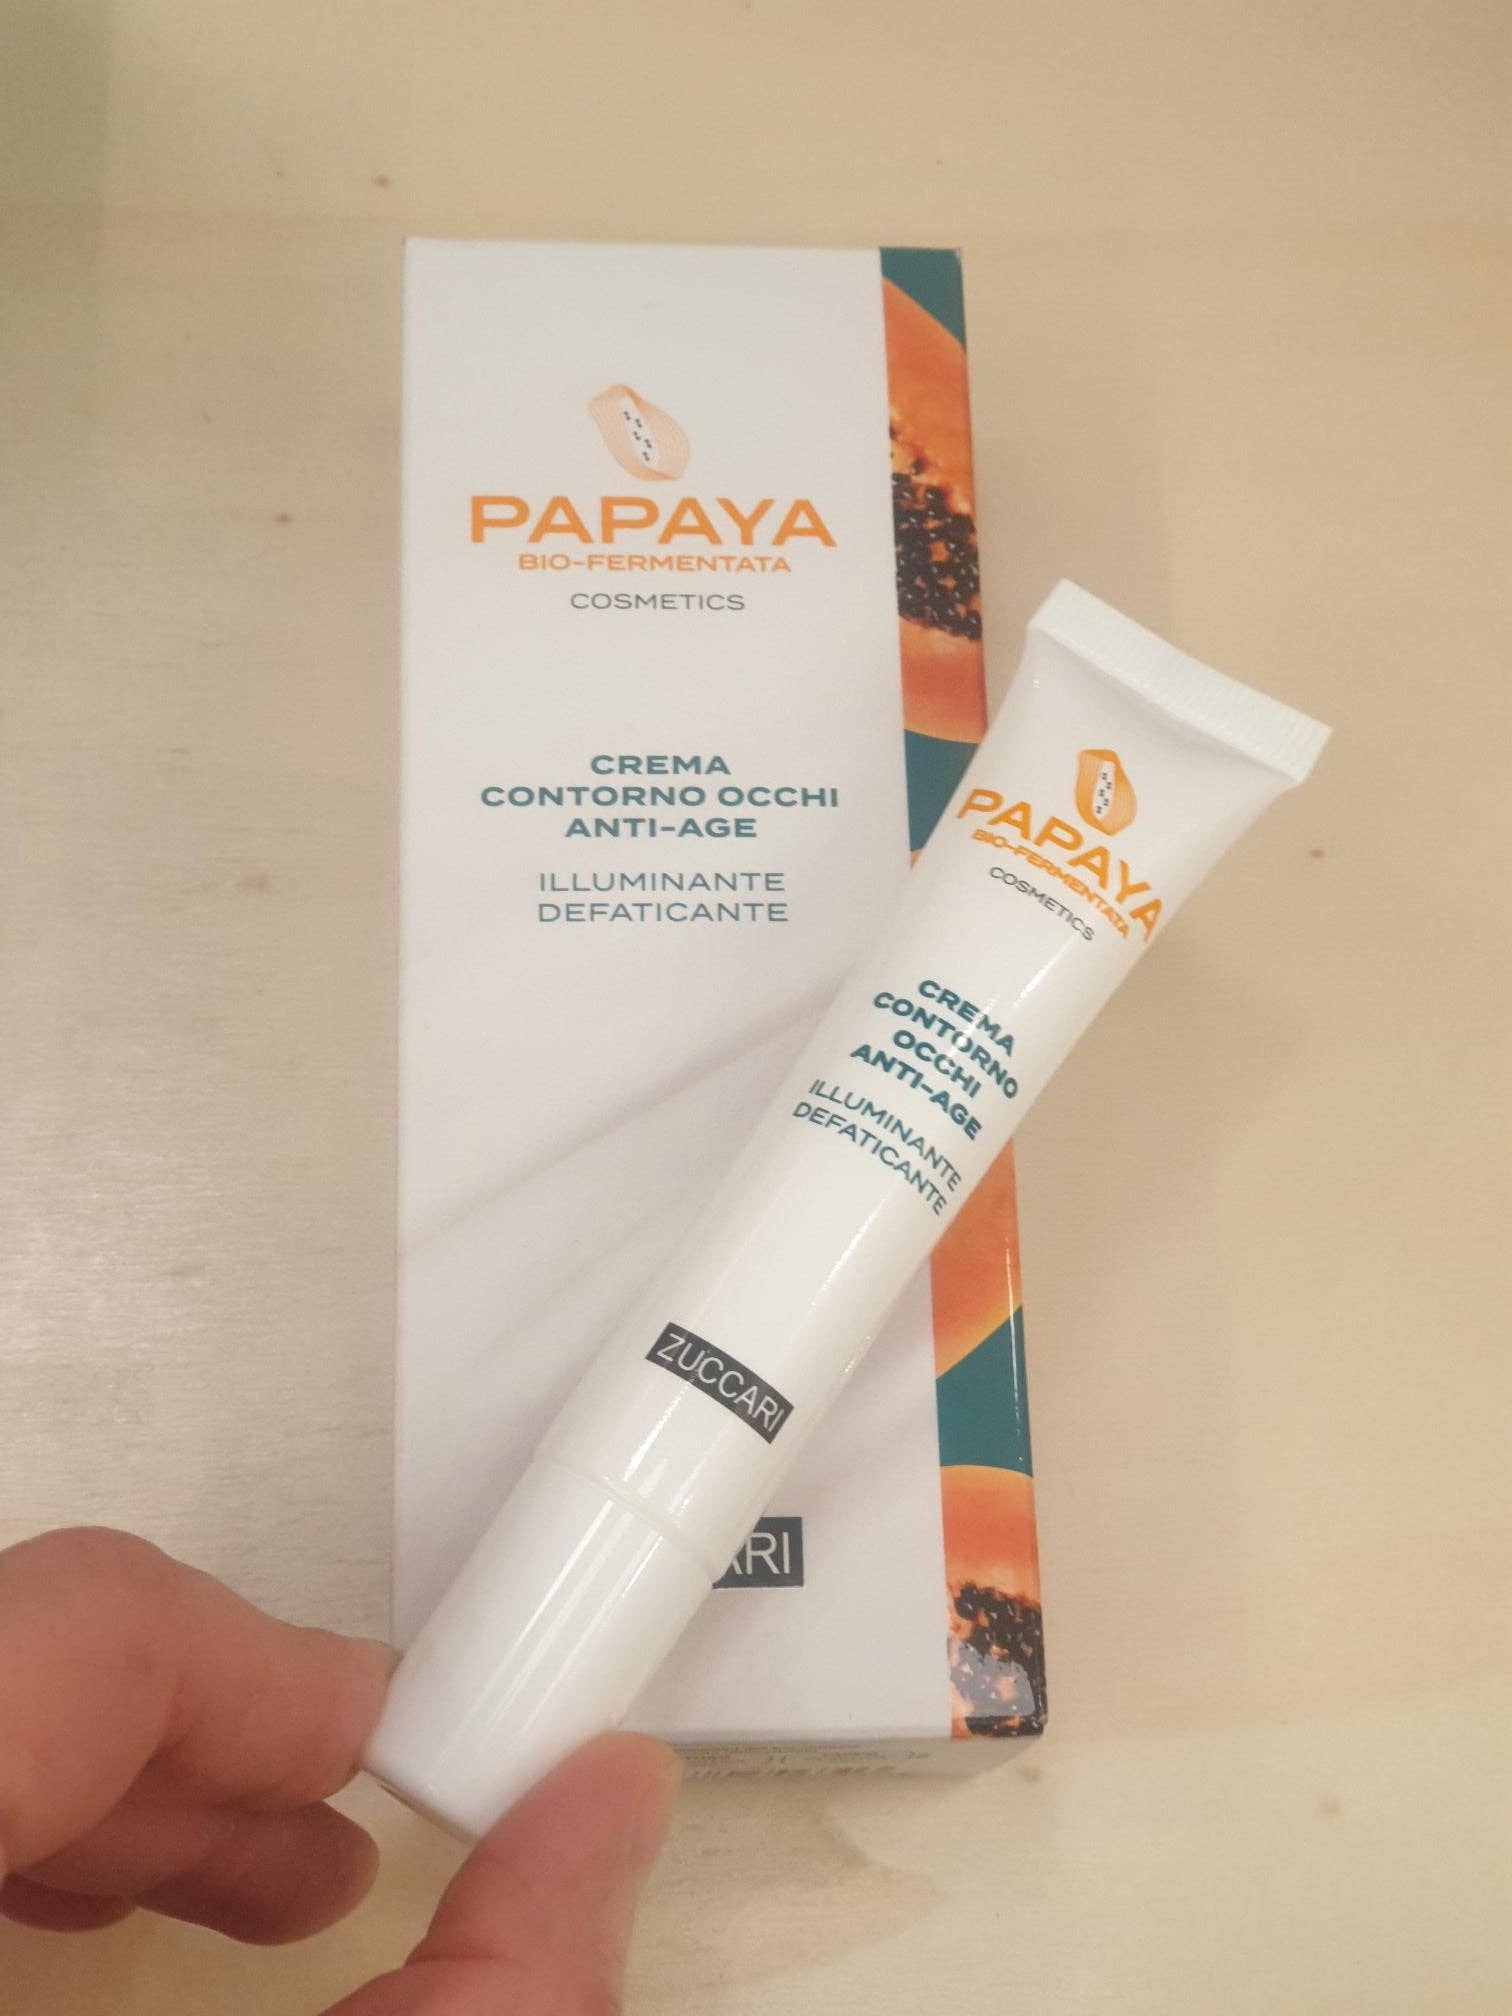 PAPAYA
BIO-FERMENTATA
COSMETICS
CREMA
CONTORNO OCCHI
ANTI-AGE
ILLUMINANTE
DEFATICANTE
PAPAYA
BIO-FERMENTATA
COSMETICS
CREMA
CONTORNO
OCCHI
ANTI-AGE
ILLUMINANTE
DEFATICANTE
ZUCCARI
ARI